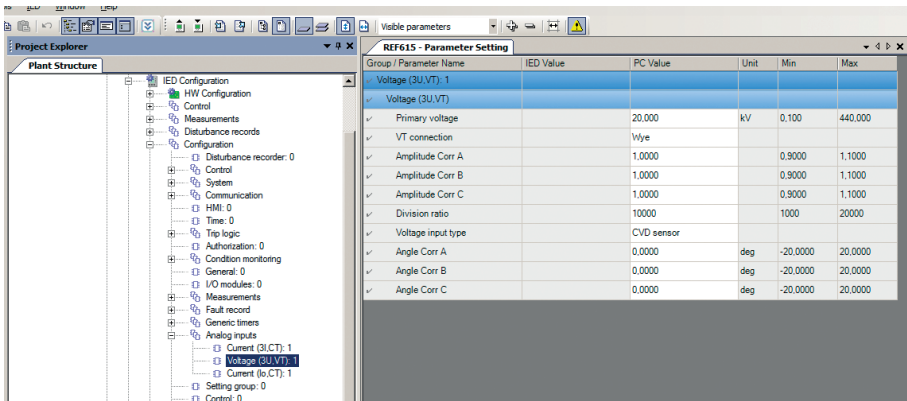 IED Window Help
Visible parameters
Project Explorer
Plant Structure
IED Configuration
HW Configuration
Control
Measurements
Disturbance records
Configuration
Disturbance recorder: 0
Control
System
Communication
HMI: 0
Time: 0
Trip logic
Authorization: 0
Condition monitoring
General: 0
I/O modules: 0
Measurements
Fault record
Generic timers
Analog inputs
Current (3I,CT): 1
Voltage (3U,VT): 1
Current (Io,CT): 1
Setting group: 0
Control: 0
REF615 - Parameter Setting
Group / Parameter Name IED Value PC Value Unit Min Max
Voltage (3U,VT): 1
Voltage (3U,VT)
Primary voltage 20,000 kV 0,100 440,000
VT connection Wye
Amplitude Corr A 1,0000 0,9000 1,1000
Amplitude Corr B 1,0000 0,9000 1,1000
Amplitude Corr C 1,0000 0,9000 1,1000
Division ratio 10000 1000 20000
Voltage input type CVD sensor
Angle Corr A 0,0000 deg -20,0000 20,0000
Angle Corr B 0,0000 deg -20,0000 20,0000
Angle Corr C 0,0000 deg -20,0000 20,0000